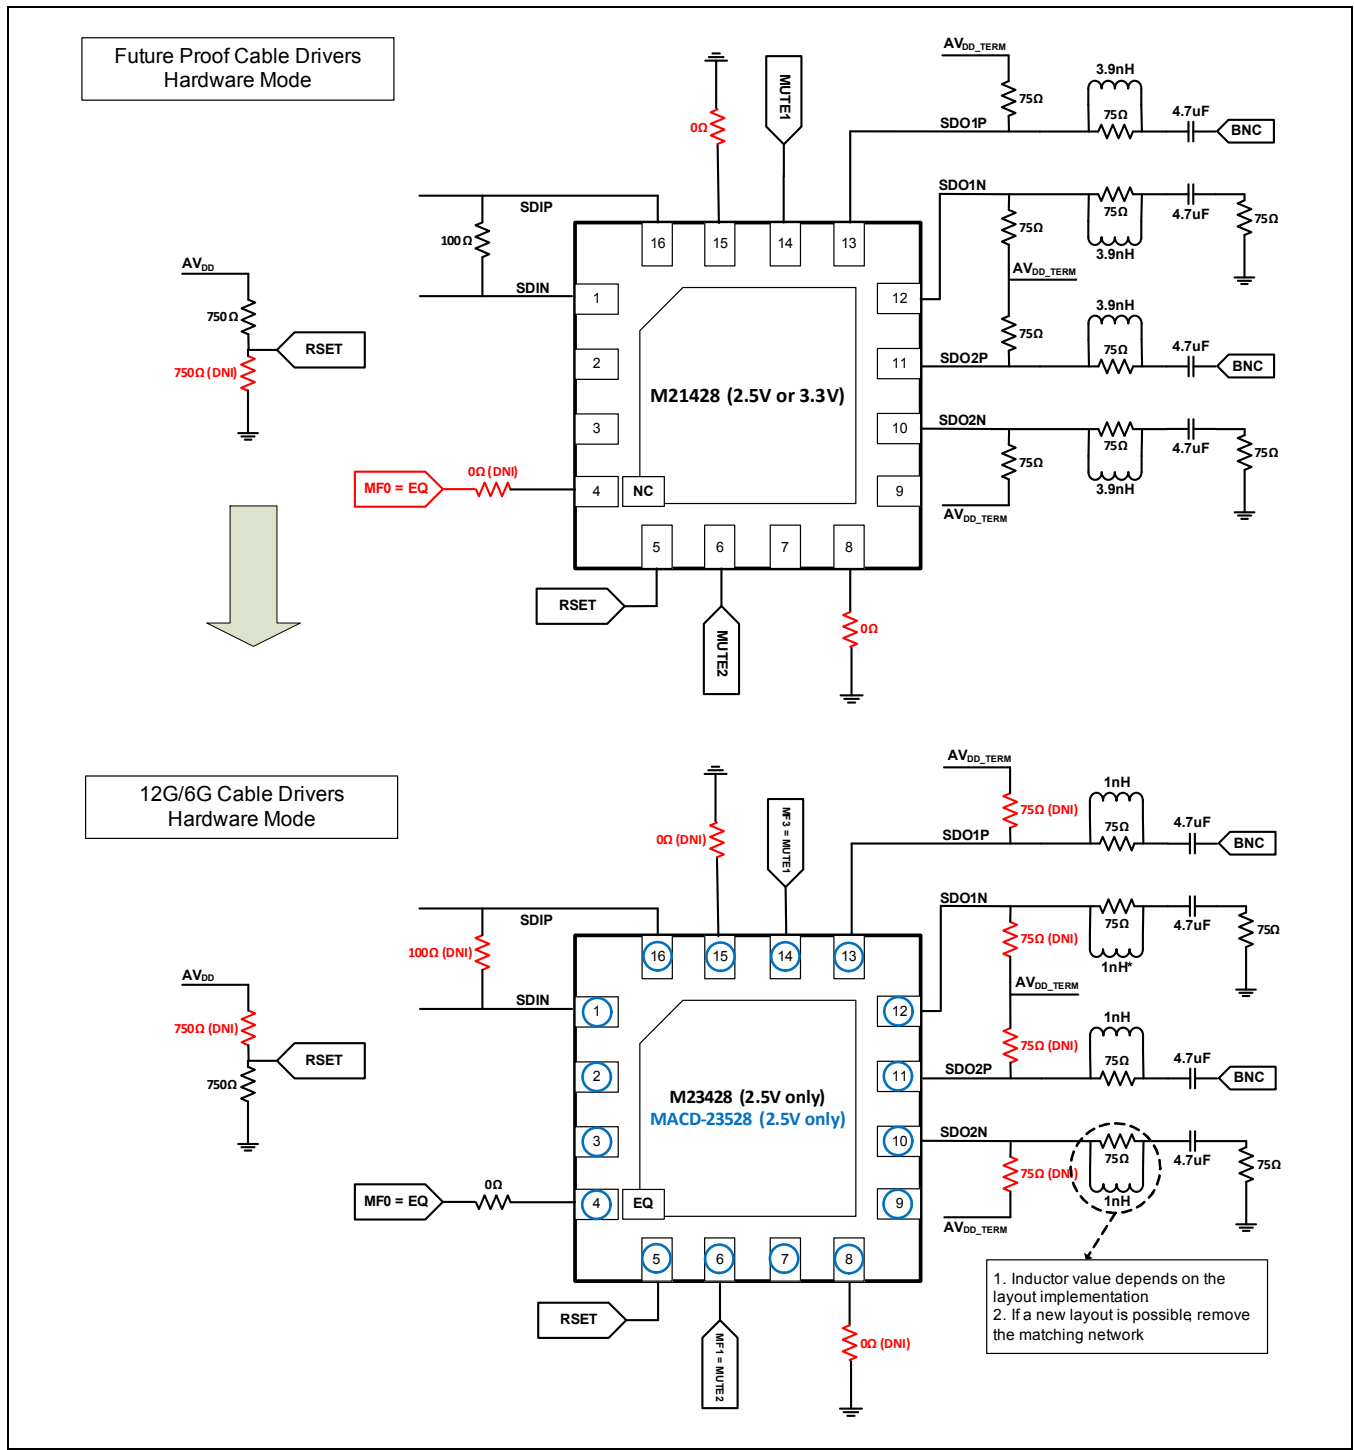 Future Proof Cable Drivers
Hardware Mode
AVDD_TERM
75Ω
3.9nH
75Ω
4.7uF
BNC
SDO1P
MUTE1
0Ω
SDIP
100Ω
SDIN
AVDD
750Ω
RSET
750Ω (DNI)
16
15
14
13
1
2
3
4
NC
5
6
7
8
12
11
10
9
M21428 (2.5V or 3.3V)
SDO1N
75Ω
75Ω
3.9nH
4.7uF
75Ω
AVDD_TERM
75Ω
3.9nH
75Ω
4.7uF
BNC
SDO2P
SDO2N
75Ω
75Ω
3.9nH
4.7uF
75Ω
AVDD_TERM
MF0 = EQ
0Ω (DNI)
RSET
MUTE2
0Ω
12G/6G Cable Drivers
Hardware Mode
AVDD_TERM
75Ω (DNI)
1nH
75Ω
4.7uF
BNC
SDO1P
MF3 = MUTE1
0Ω (DNI)
SDIP
100Ω (DNI)
SDIN
AVDD
750Ω (DNI)
RSET
750Ω
16
15
14
13
1
2
3
4
EQ
5
6
7
8
12
11
10
9
M23428 (2.5V only)
MACD-23528 (2.5V only)
SDO1N
75Ω (DNI)
75Ω
1nH*
4.7uF
75Ω
AVDD_TERM
75Ω (DNI)
1nH
75Ω
4.7uF
BNC
SDO2P
SDO2N
75Ω (DNI)
75Ω
1nH
4.7uF
75Ω
AVDD_TERM
MF0 = EQ
0Ω
RSET
MF1 = MUTE2
0Ω (DNI)
1. Inductor value depends on the
layout implementation
2. If a new layout is possible, remove
the matching network